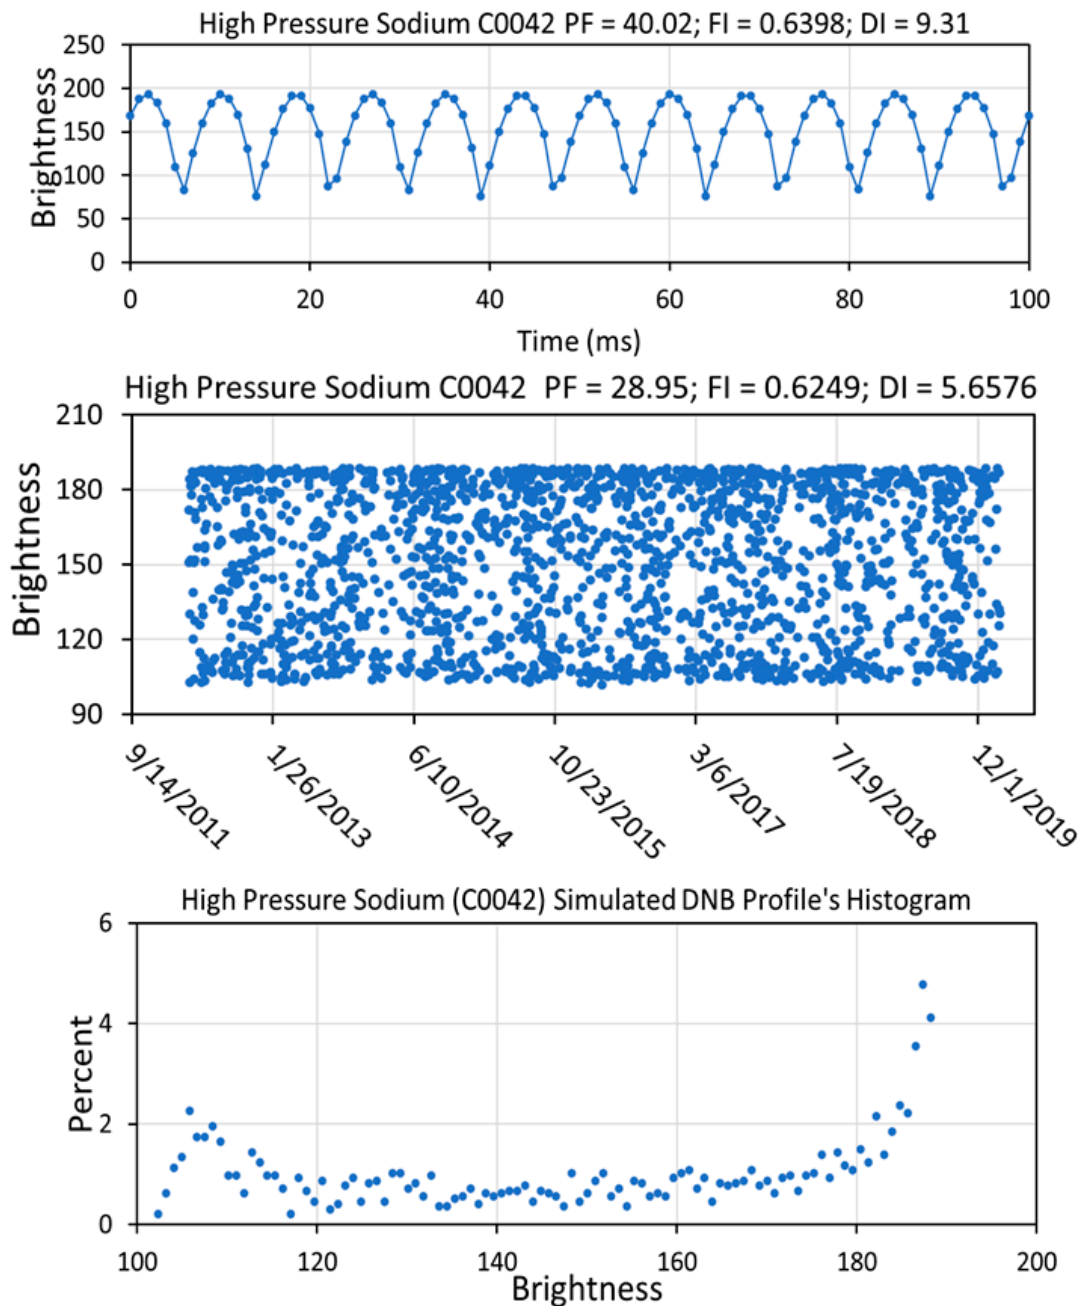 High Pressure Sodium C0042 PF = 40.02; FI = 0.6398; DI = 9.31
Brightness
250
200
150
100
50
0
0 20 40 60 80 100
Time (ms)
High Pressure Sodium C0042 PF = 28.95; FI = 0.6249; DI = 5.6576
Brightness
210
180
150
120
90
9/14/2011 1/26/2013 6/10/2014 10/23/2015 3/6/2017 7/19/2018 12/1/2019
High Pressure Sodium (C0042) Simulated DNB Profile's Histogram
Percent
6
4
2
0
100 120 140 160 180 200
Brightness